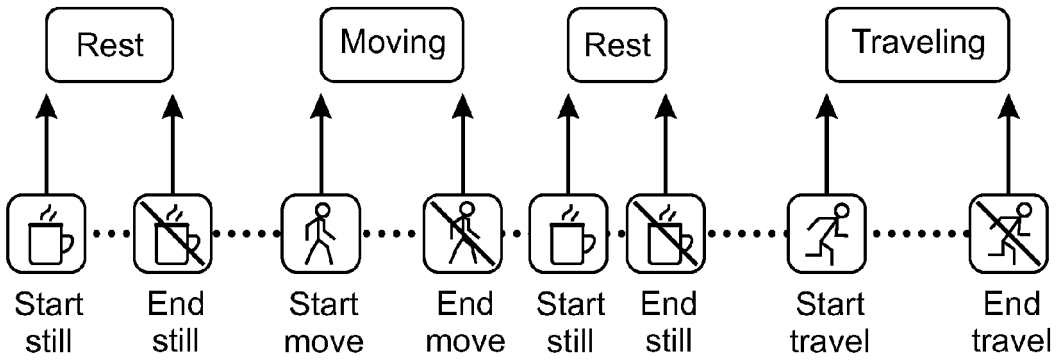 Rest
Moving
Rest
Traveling
Start
still
End
still
Start
move
End
move
Start
still
End
still
Start
travel
End
travel